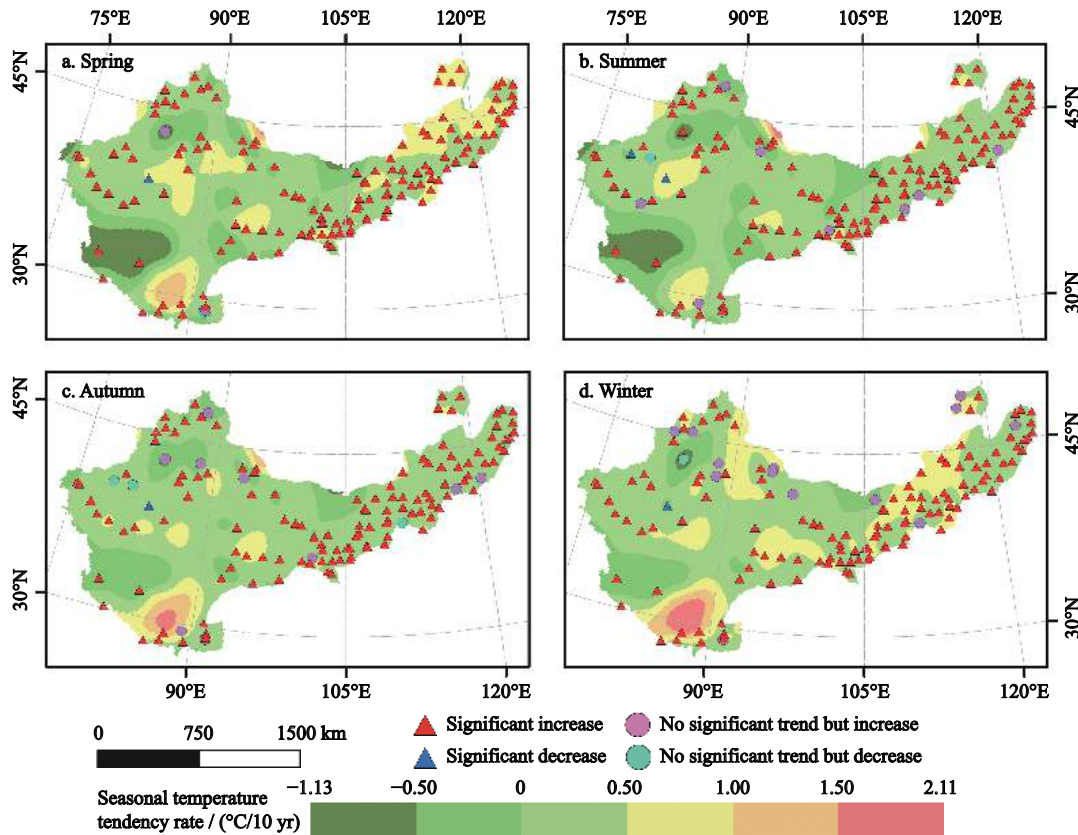 75°E 90°E 105°E 120°E 75°E 90°E 105°E 120°E
a. Spring
b. Summer
45°N
45°N
30°N
30°N
c. Autumn
d. Winter
45°N
45°N
30°N
30°N
90°E 105°E 120°E 90°E 105°E 120°E
0 750 1500 km
Significant increase
No significant trend but increase
Significant decrease
No significant trend but decrease
Seasonal temperature
tendency rate / (°C/10 yr)
−1.13 −0.50 0 0.50 1.00 1.50 2.11